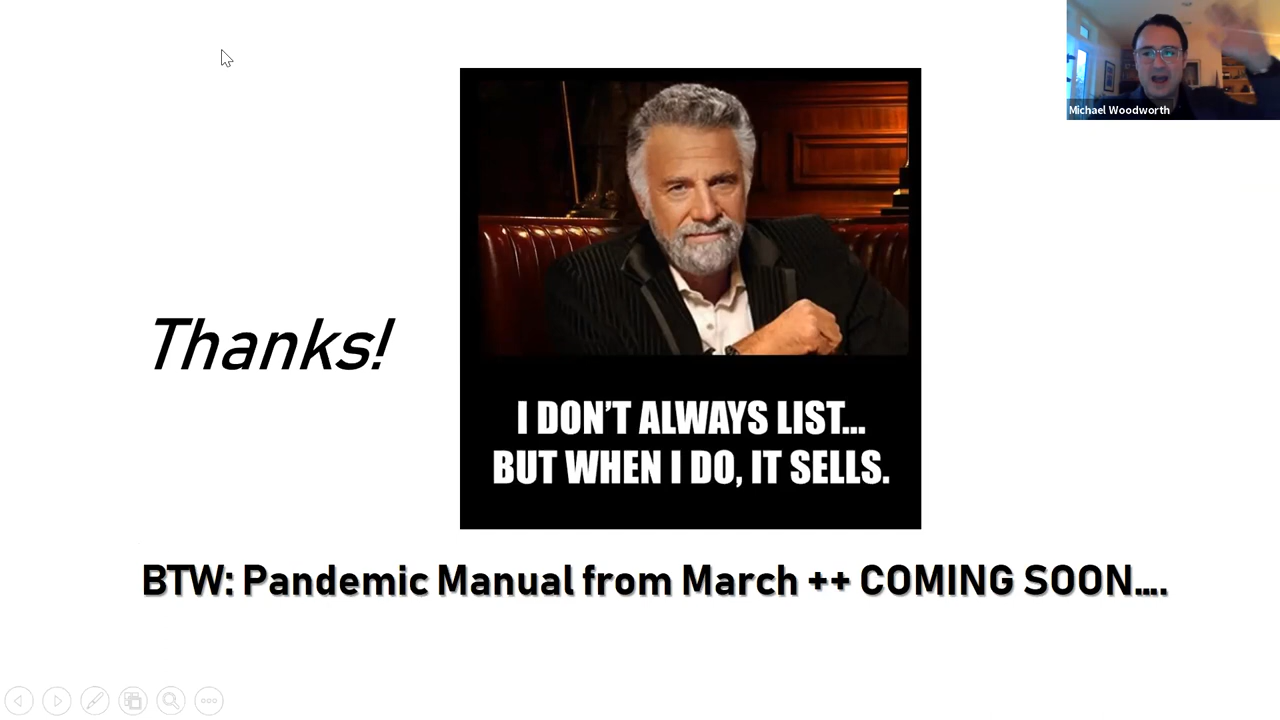 Michael Woodworth
Thanks!
I DON'T ALWAYS LIST...
BUT WHEN I DO, IT SELLS.
BTW: Pandemic Manual from March ++ COMING SOON....